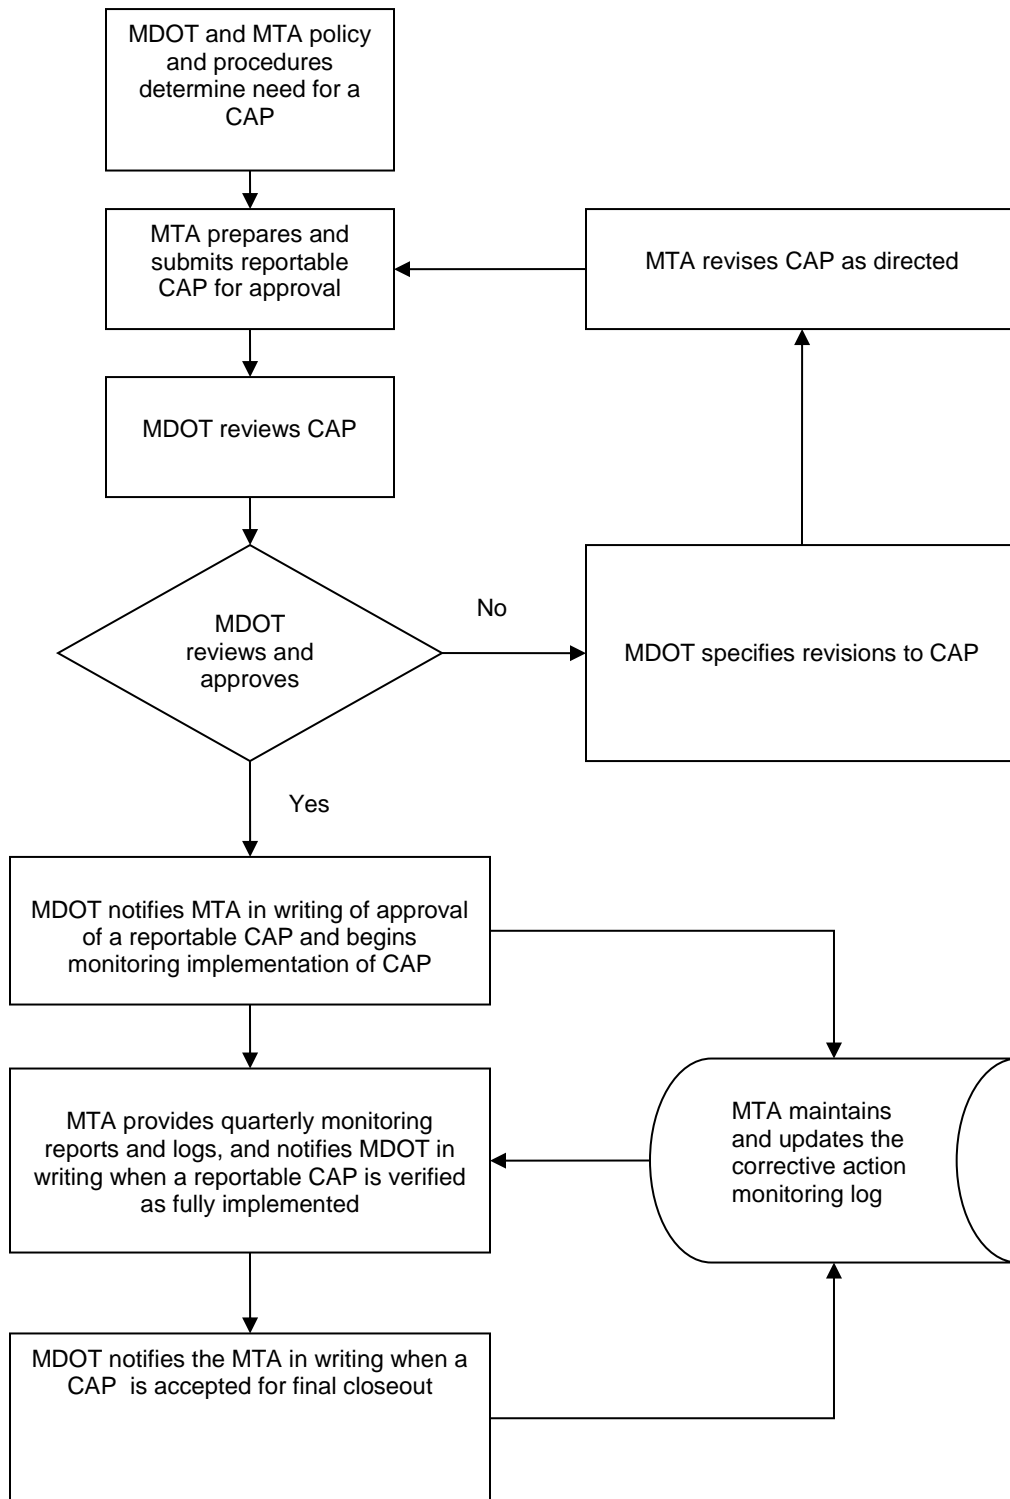 MDOT and MTA policy
and procedures
determine need for a
CAP
MTA prepares and
submits reportable
CAP for approval
MTA revises CAP as directed
MDOT reviews CAP
MDOT
reviews and
approves
No
MDOT specifies revisions to CAP
Yes
MDOT notifies MTA in writing of approval
of a reportable CAP and begins
monitoring implementation of CAP
MTA provides quarterly monitoring
reports and logs, and notifies MDOT in
writing when a reportable CAP is verified
as fully implemented
MTA maintains
and updates the
corrective action
monitoring log
MDOT notifies the MTA in writing when a
CAP  is accepted for final closeout